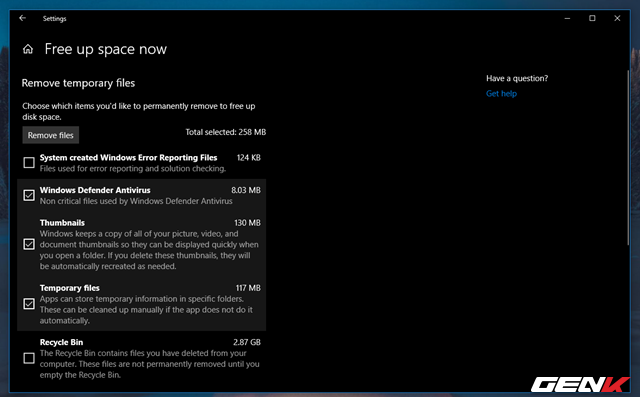 Settings
Free up space now
Remove temporary files
Choose which items you'd like to permanently remove to free up
disk space.
Remove files
Total selected: 258 MB
System created Windows Error Reporting Files 124 KB
Files used for error reporting and solution checking.
Windows Defender Antivirus 8.03 MB
Non critical files used by Windows Defender Antivirus
Thumbnails 130 MB
Windows keeps a copy of all of your picture, video, and
document thumbnails so they can be displayed quickly when
you open a folder. If you delete these thumbnails, they will
be automatically recreated as needed.
Temporary files 117 MB
Apps can store temporary information in specific folders.
These can be cleaned up manually if the app does not do it
automatically.
Recycle Bin 2.87 GB
The Recycle Bin contains files you have deleted from your
computer. These files are not permanently removed until you
empty the Recycle Bin.
Have a question?
Get help
GENK